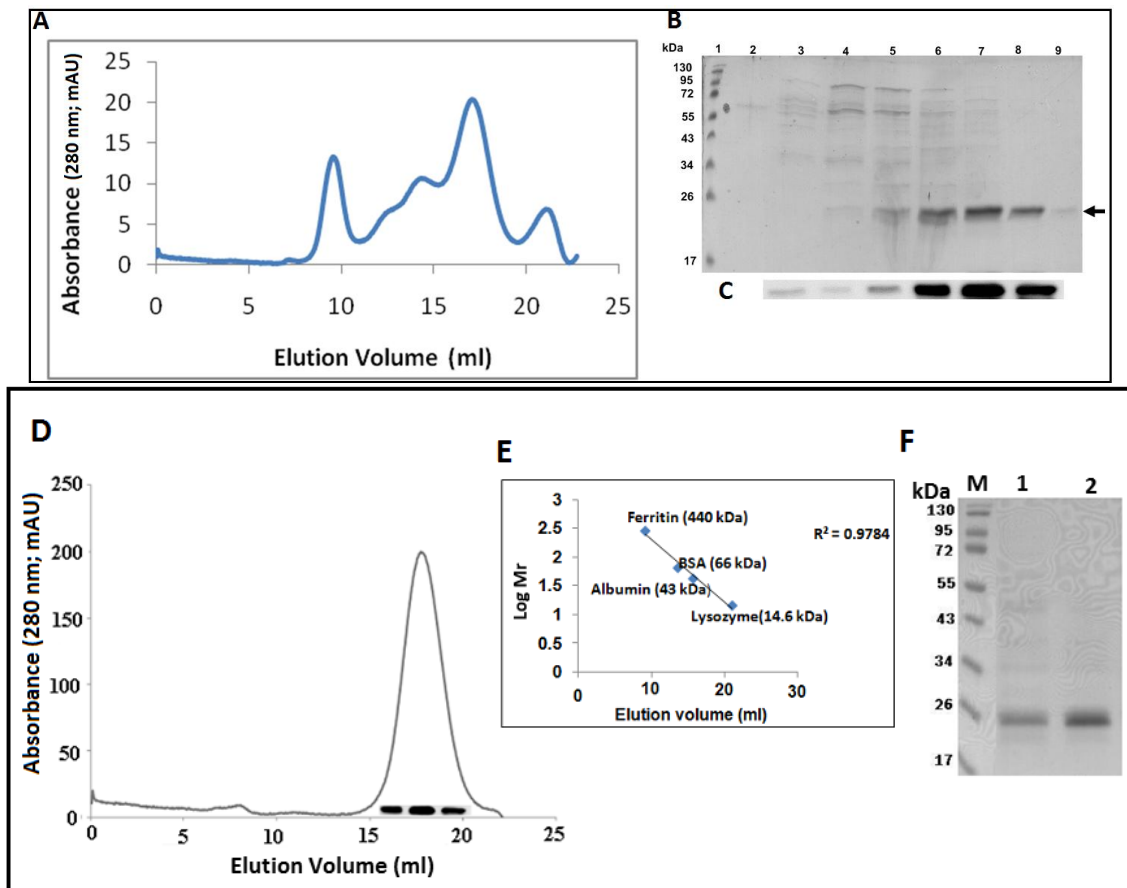 A
Absorbance (280 nm; mAU)
25
20
15
10
5
0
0 5 10 15 20 25
Elution Volume (ml)
B
kDa 1 2 3 4 5 6 7 8 9
130
95
72
55
43
34
26
17
C
D
Absorbance (280 nm; mAU)
250
200
150
100
50
0
0 5 10 15 20 25
Elution Volume (ml)
E
Log Mr
3
2.5
2
1.5
1
0.5
0
0 10 20 30
Elution volume (ml)
Ferritin (440 kDa)
R² = 0.9784
BSA (66 kDa)
Albumin (43 kDa)
Lysozyme(14.6 kDa)
F
kDa M 1 2
130
95
72
55
43
34
26
17